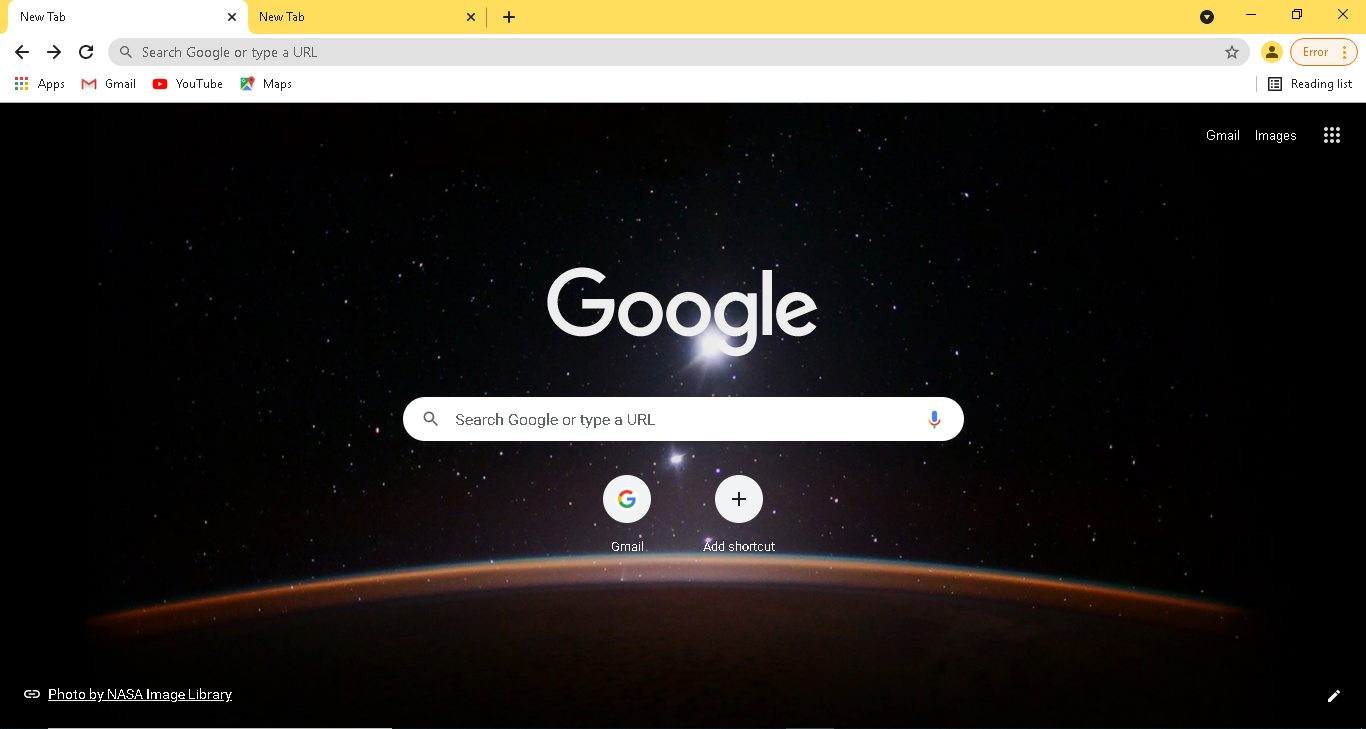 New Tab
New Tab
Search Google or type a URL
Error
Apps
Gmail
YouTube
Maps
Reading list
Gmail
Images
Google
Search Google or type a URL
Gmail
Add shortcut
Photo by NASA Image Library